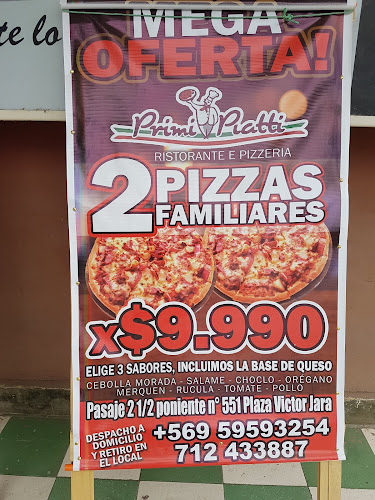 te lo
MEGA
OFERTA!
Primi Piatti
RISTORANTE E PIZZERIA
2 PIZZAS
FAMILIARES
x$9.990
ELIGE 3 SABORES, INCLUIMOS LA BASE DE QUESO
CEBOLLA MORADA - SALAME - CHOCLO - ORÉGANO
MERQUEN - RUCULA - TOMATE - POLLO
Pasaje 2 1/2 poniente n° 551 Plaza Victor Jara
DESPACHO A
DOMICILIO
Y RETIRO EN
EL LOCAL
+569 59593254
712 433887